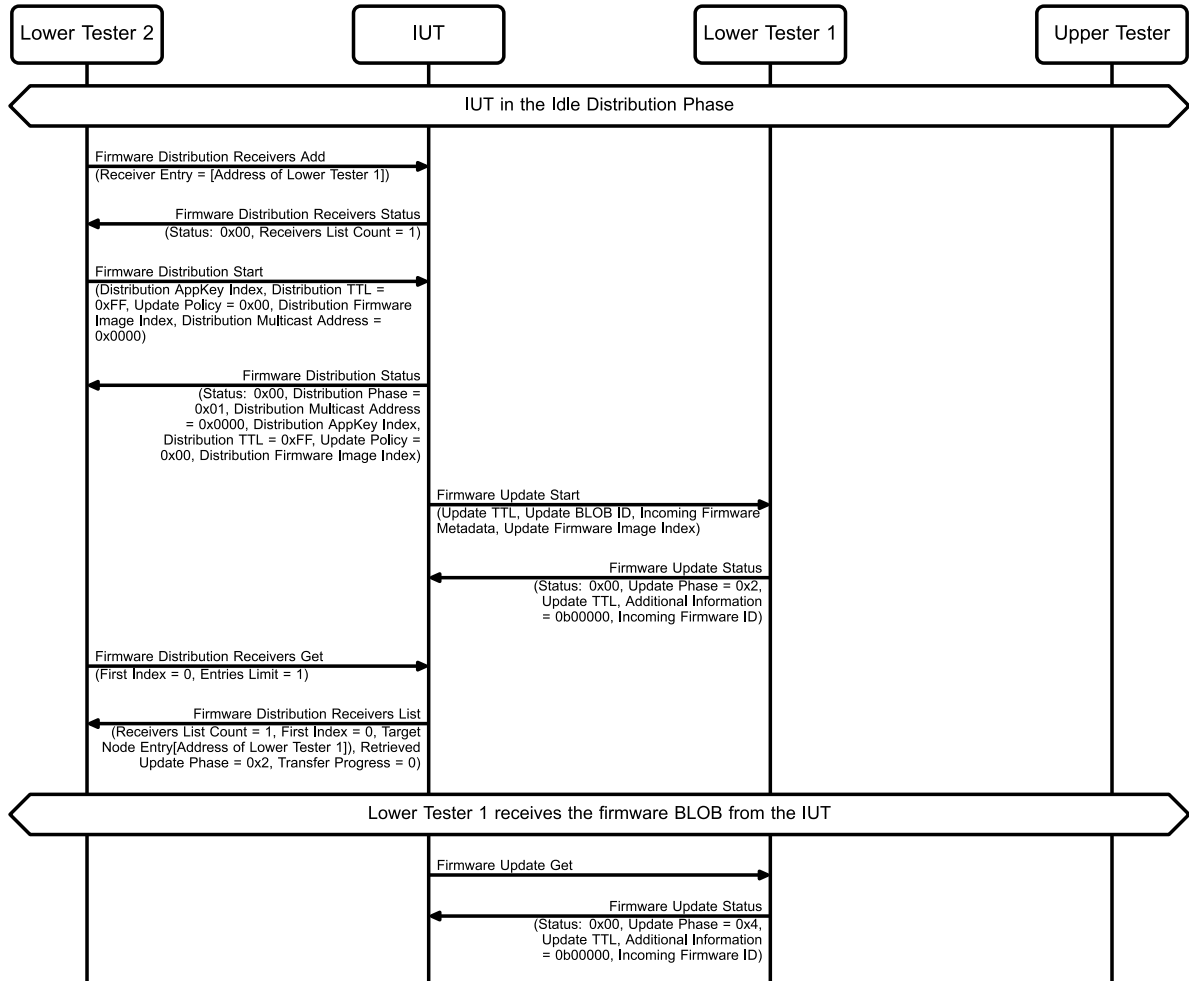 Lower Tester 2
IUT
Lower Tester 1
Upper Tester
IUT in the Idle Distribution Phase
Firmware Distribution Receivers Add
(Receiver Entry = [Address of Lower Tester 1])
Firmware Distribution Receivers Status
(Status: 0x00, Receivers List Count = 1)
Firmware Distribution Start
(Distribution AppKey Index, Distribution TTL =
0xFF, Update Policy = 0x00, Distribution Firmware
Image Index, Distribution Multicast Address =
0x0000)
Firmware Distribution Status
(Status: 0x00, Distribution Phase =
0x01, Distribution Multicast Address
= 0x0000, Distribution AppKey Index,
Distribution TTL = 0xFF, Update Policy =
0x00, Distribution Firmware Image Index)
Firmware Update Start
(Update TTL, Update BLOB ID, Incoming Firmware
Metadata, Update Firmware Image Index)
Firmware Update Status
(Status: 0x00, Update Phase = 0x2,
Update TTL, Additional Information
= 0b00000, Incoming Firmware ID)
Firmware Distribution Receivers Get
(First Index = 0, Entries Limit = 1)
Firmware Distribution Receivers List
(Receivers List Count = 1, First Index = 0, Target
Node Entry[Address of Lower Tester 1]), Retrieved
Update Phase = 0x2, Transfer Progress = 0)
Lower Tester 1 receives the firmware BLOB from the IUT
Firmware Update Get
Firmware Update Status
(Status: 0x00, Update Phase = 0x4,
Update TTL, Additional Information
= 0b00000, Incoming Firmware ID)